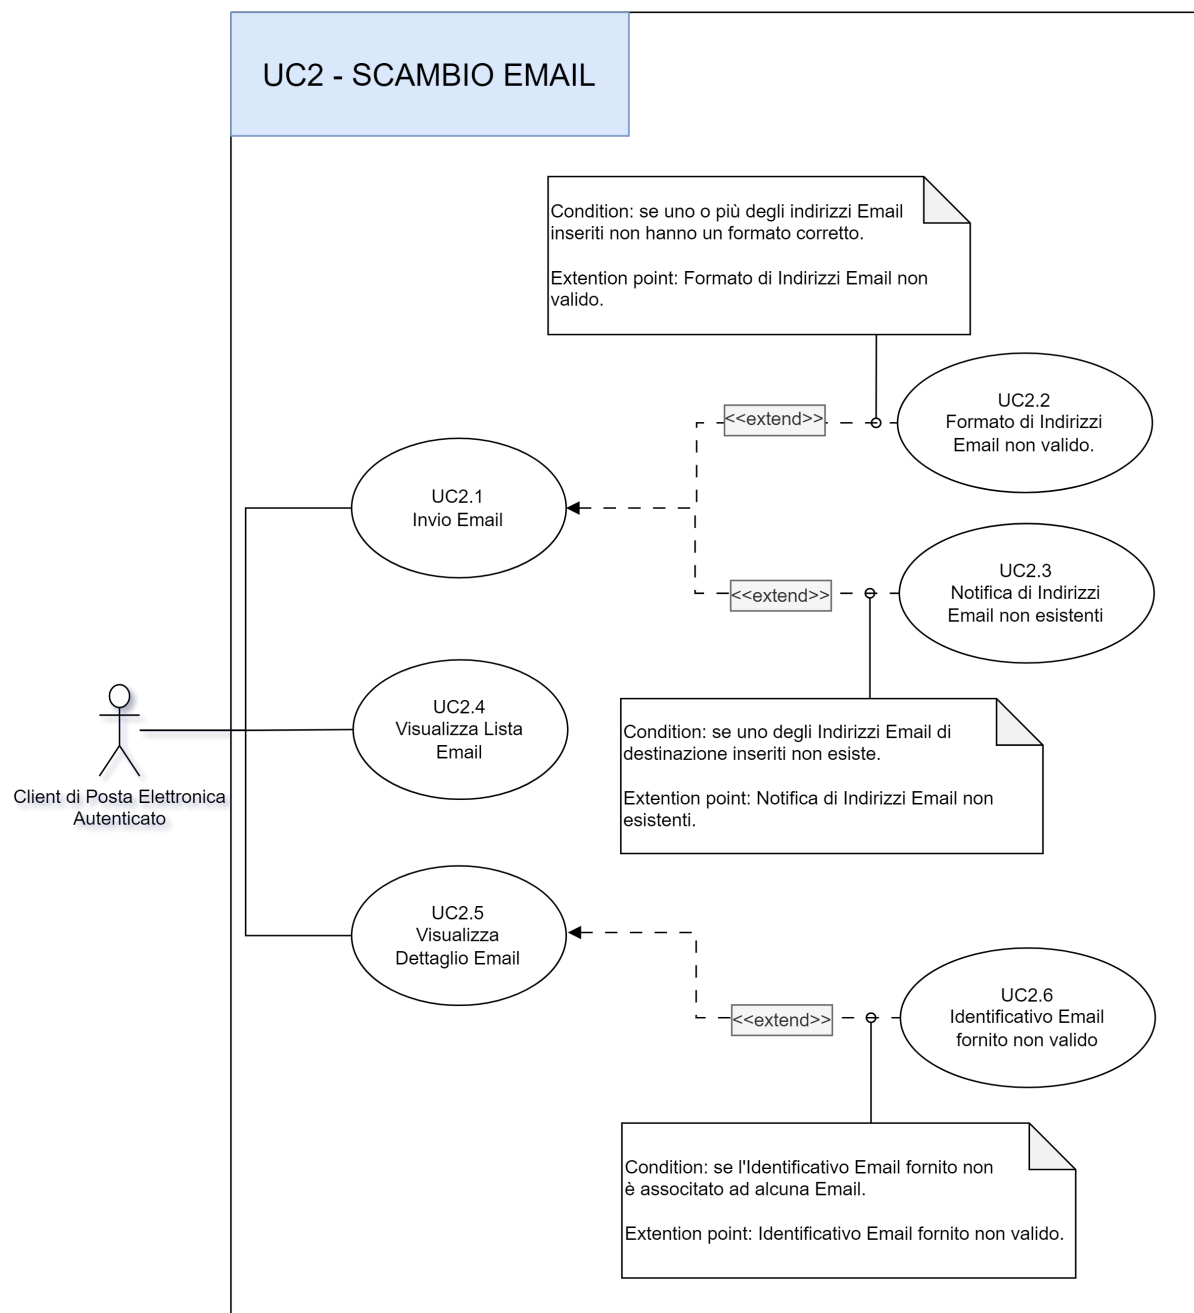 UC2 - SCAMBIO EMAIL
Condition: se uno o più degli indirizzi Email
inseriti non hanno un formato corretto.
Extention point: Formato di Indirizzi Email non
valido.
<<extend>>
UC2.2
Formato di Indirizzi
Email non valido.
UC2.1
Invio Email
<<extend>>
UC2.3
Notifica di Indirizzi
Email non esistenti
UC2.4
Visualizza Lista
Email
Condition: se uno degli Indirizzi Email di
destinazione inseriti non esiste.
Extention point: Notifica di Indirizzi Email non
esistenti.
Client di Posta Elettronica
Autenticato
UC2.5
Visualizza
Dettaglio Email
<<extend>>
UC2.6
Identificativo Email
fornito non valido
Condition: se l'Identificativo Email fornito non
è associtato ad alcuna Email.
Extention point: Identificativo Email fornito non valido.